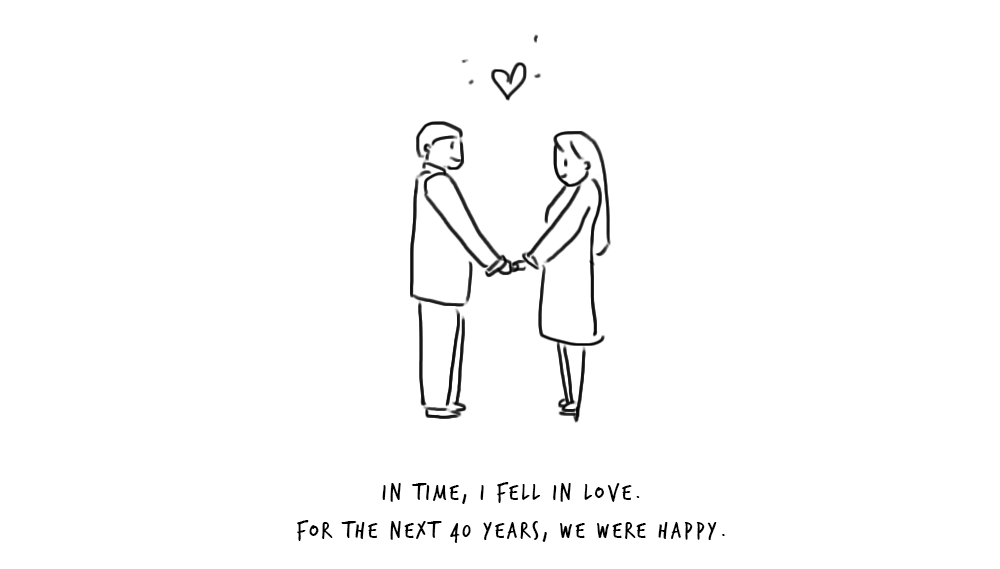 IN TIME, I FELL IN LOVE.
FOR THE NEXT 40 YEARS, WE WERE HAPPY.